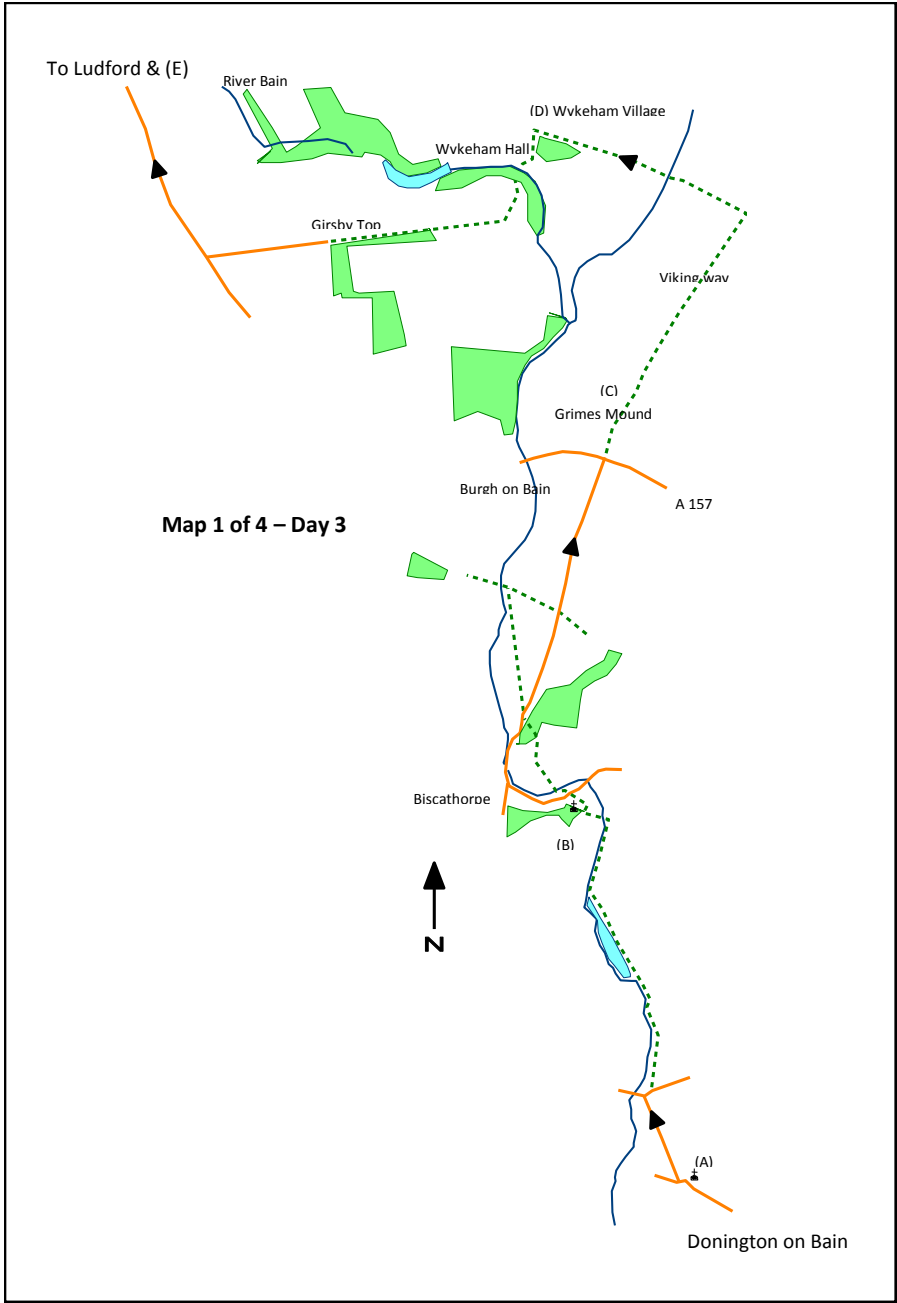 To Ludford & (E)
River Bain
(D) Wykeham Village
Wykeham Hall
Girsby Top
Viking way
(C)
Grimes Mound
Burgh on Bain
A 157
Map 1 of 4 – Day 3
Biscathorpe
(B)
N
(A)
Donington on Bain